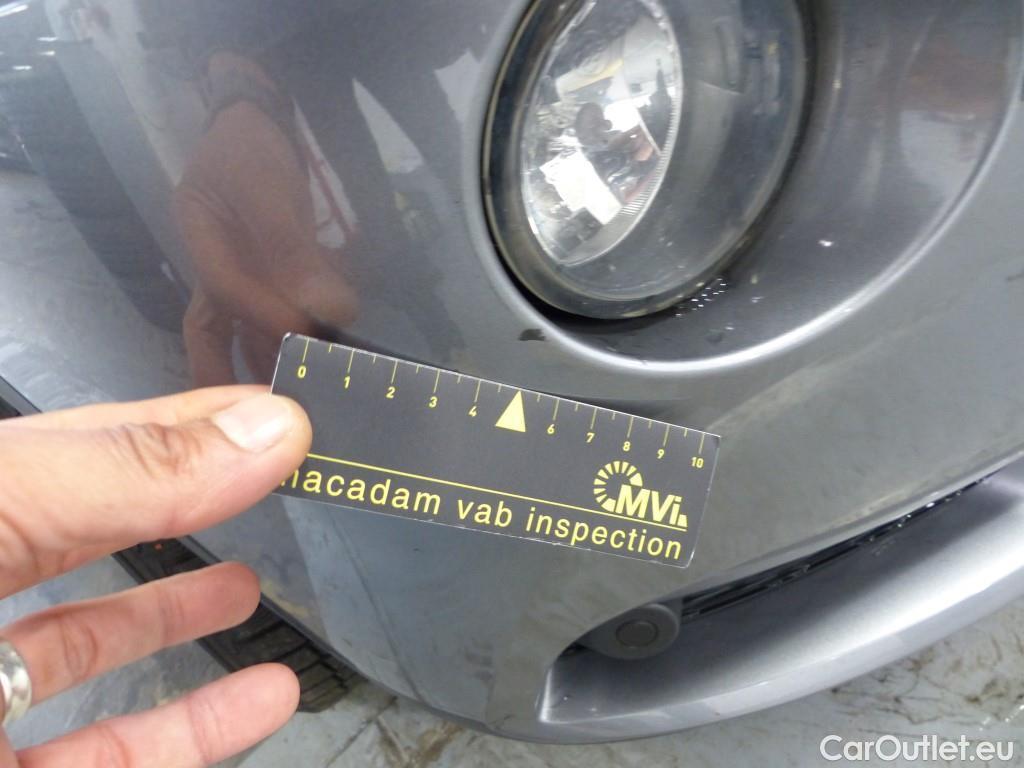 0 1 2 3 4 6 7 8 9 10
MVi
macadam vab inspection
CarOutlet.eu